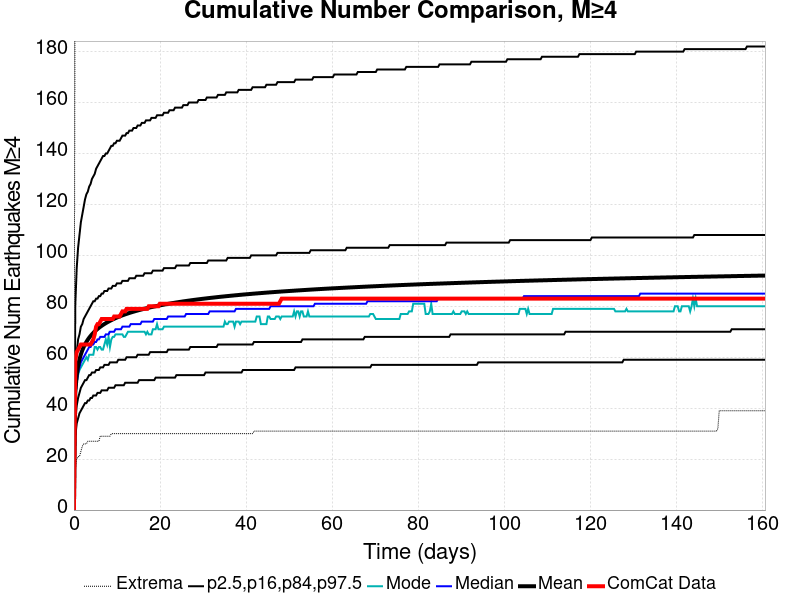 Cumulative Number Comparison, M≥4
Cumulative Num Earthquakes M≥4
180
160
140
120
100
80
60
40
20
0
0 20 40 60 80 100 120 140 160
Time (days)
Extrema p2.5,p16,p84,p97.5 Mode Median Mean ComCat Data